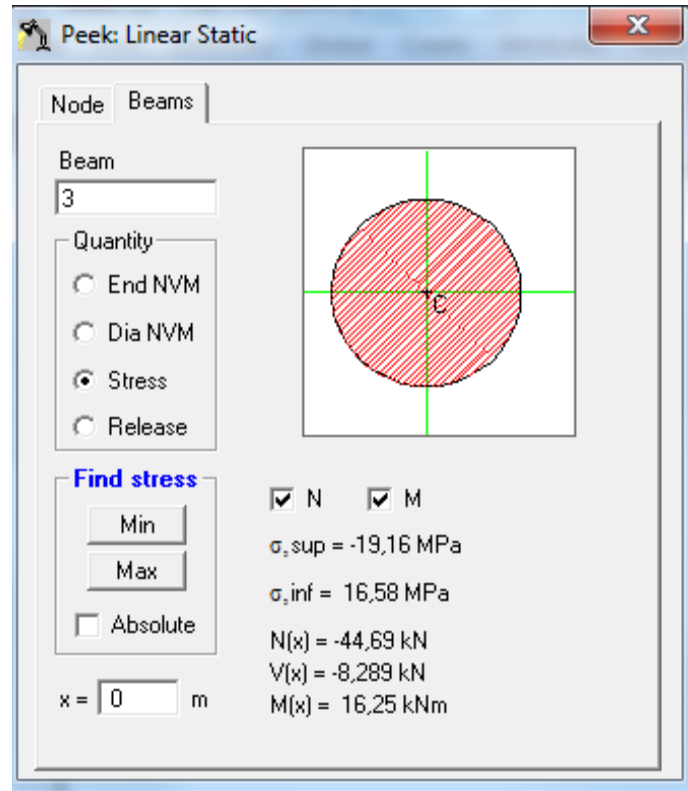 Peek: Linear Static
Node Beams
Beam
3
Quantity
End NVM
Dia NVM
Stress
Release
C
Find stress
Min
Max
Absolute
x = 0 m
N M
σ,sup = -19,16 MPa
σ,inf = 16,58 MPa
N(x) = -44,69 kN
V(x) = -8,289 kN
M(x) = 16,25 kNm